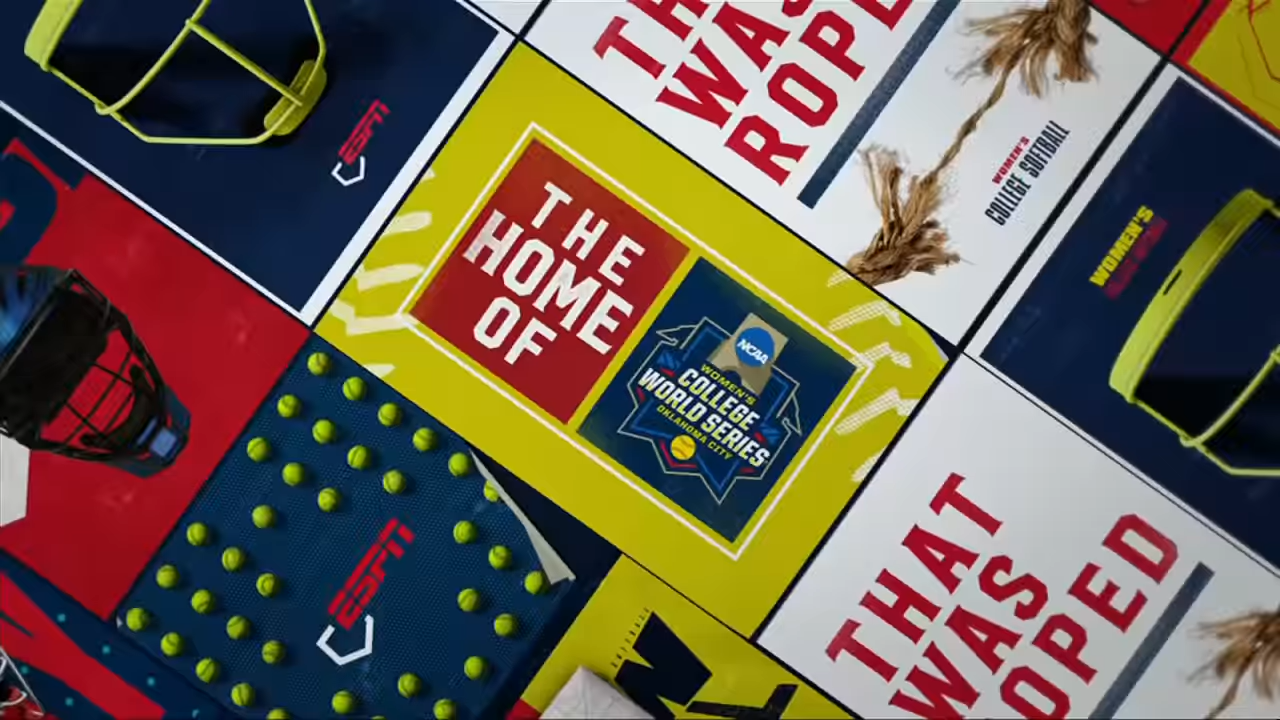 THAT
WAS
ROPED
WOMEN'S
COLLEGE SOFTBALL
ESPN
THE
HOME
OF
NCAA
WOMEN'S
COLLEGE
WORLD SERIES
OKLAHOMA CITY
WOMEN'S
ESPN
THAT
WAS
OPED